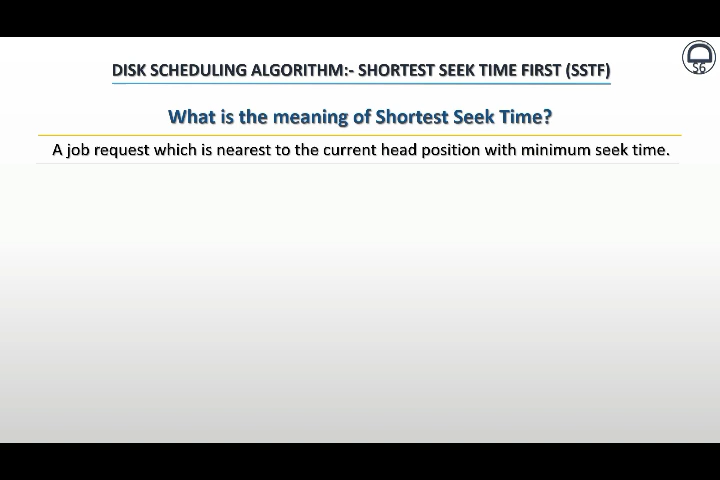 DISK SCHEDULING ALGORITHM:- SHORTEST SEEK TIME FIRST (SSTF)
S6
What is the meaning of Shortest Seek Time?
A job request which is nearest to the current head position with minimum seek time.